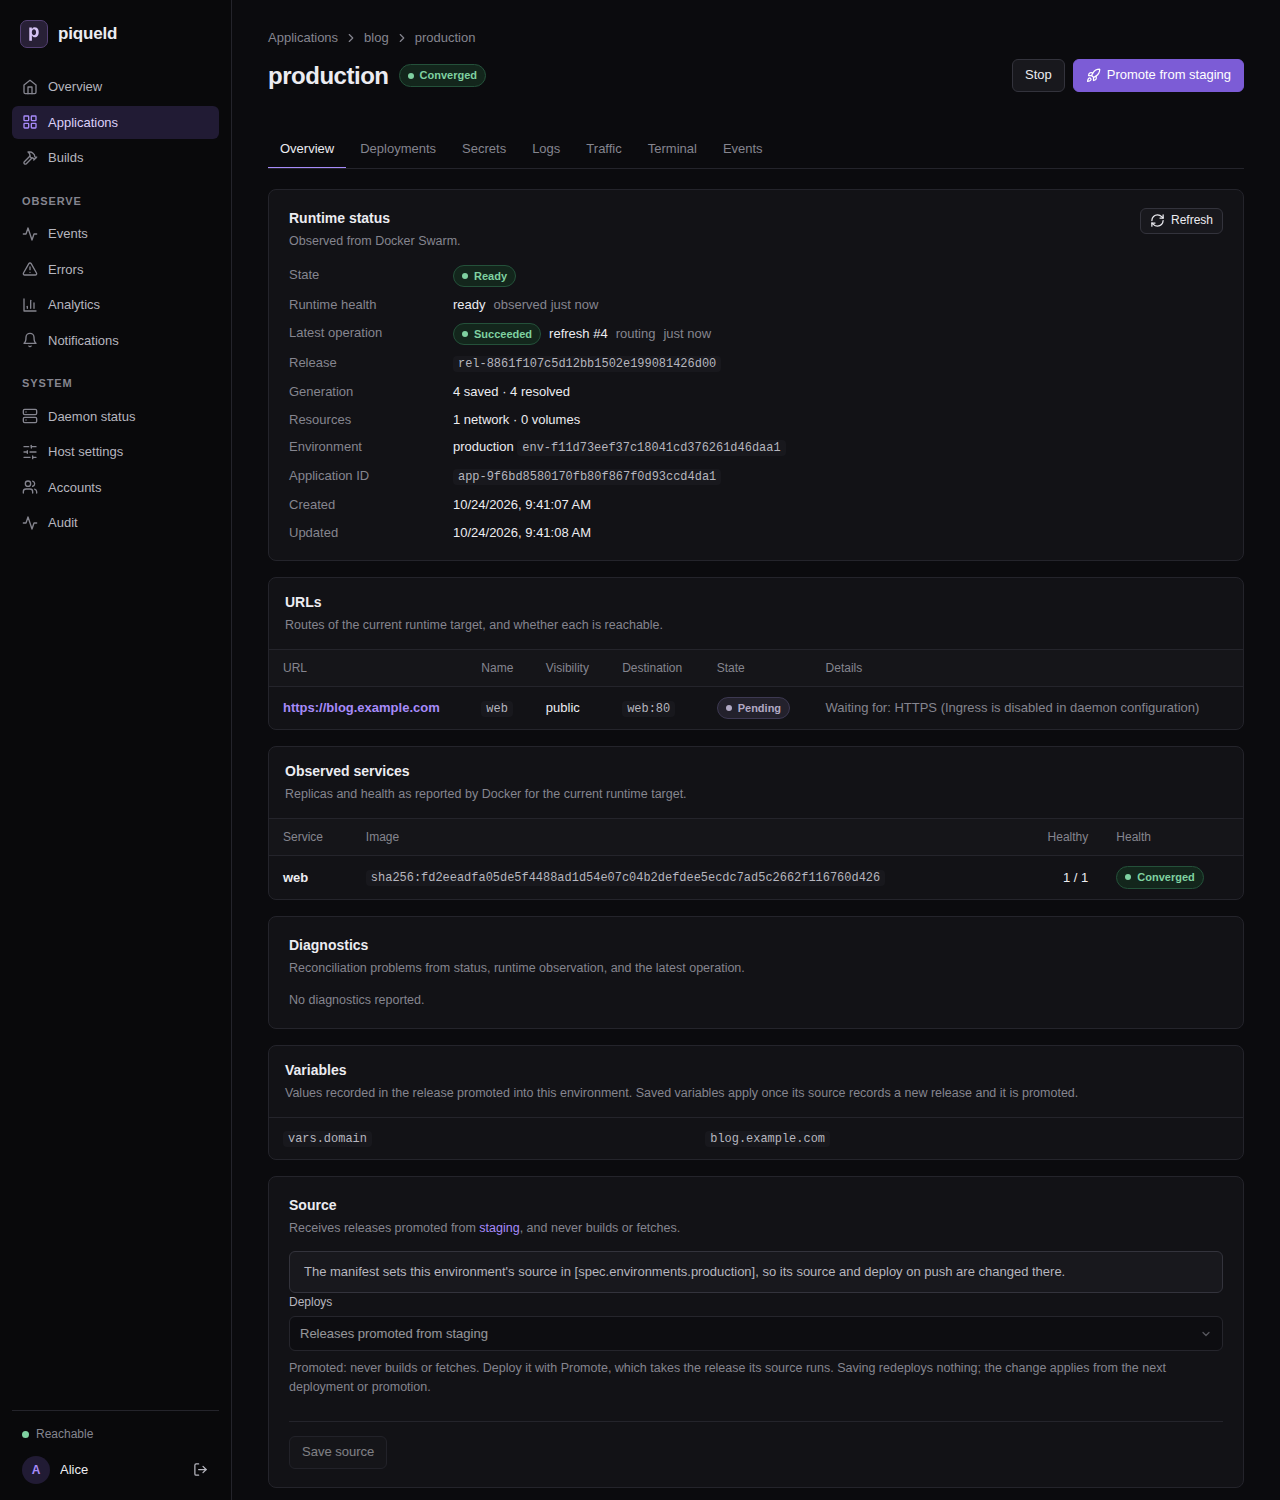 p piqueld
Overview
Applications
Builds
OBSERVE
Events
Errors
Analytics
Notifications
SYSTEM
Daemon status
Host settings
Accounts
Audit
Reachable
A Alice
Applications > blog > production
production Converged Stop Promote from staging
Overview Deployments Secrets Logs Traffic Terminal Events
Runtime status Refresh
Observed from Docker Swarm.
State Ready
Runtime health ready observed just now
Latest operation Succeeded refresh #4 routing just now
Release rel-8861f107c5d12bb1502e199081426d00
Generation 4 saved · 4 resolved
Resources 1 network · 0 volumes
Environment production env-f11d73eef37c18041cd376261d46daa1
Application ID app-9f6bd8580170fb80f867f0d93ccd4da1
Created 10/24/2026, 9:41:07 AM
Updated 10/24/2026, 9:41:08 AM
URLs
Routes of the current runtime target, and whether each is reachable.
URL Name Visibility Destination State Details
https://blog.example.com web public web:80 Pending Waiting for: HTTPS (Ingress is disabled in daemon configuration)
Observed services
Replicas and health as reported by Docker for the current runtime target.
Service Image Healthy Health
web sha256:fd2eeadfa05de5f4488ad1d54e07c04b2defdee5ecdc7ad5c2662f116760d426 1 / 1 Converged
Diagnostics
Reconciliation problems from status, runtime observation, and the latest operation.
No diagnostics reported.
Variables
Values recorded in the release promoted into this environment. Saved variables apply once its source records a new release and it is promoted.
vars.domain blog.example.com
Source
Receives releases promoted from staging, and never builds or fetches.
The manifest sets this environment's source in [spec.environments.production], so its source and deploy on push are changed there.
Deploys
Releases promoted from staging
Promoted: never builds or fetches. Deploy it with Promote, which takes the release its source runs. Saving redeploys nothing; the change applies from the next
deployment or promotion.
Save source